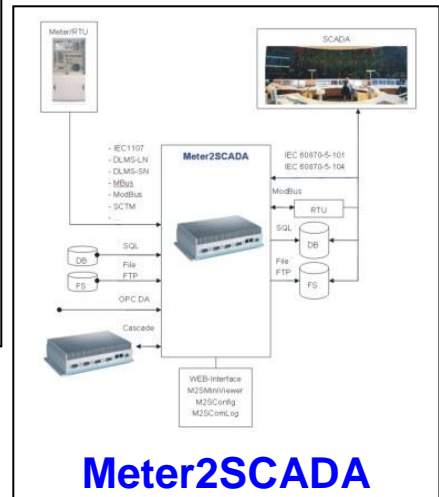 Meter/RTU
SCADA
- IEC1107
- DLMS-LN
- DLMS-SN
- MBus
- ModBus
- SCTM
- ...
Meter2SCADA
IEC 60870-5-101
IEC 60870-5-104
ModBus
RTU
SQL
DB
File
FTP
FS
SQL
DB
File
FTP
FS
OPC DA
Cascade
WEB-Interface
M2SMiniViewer
M2SConfig
M2SComLog
Meter2SCADA